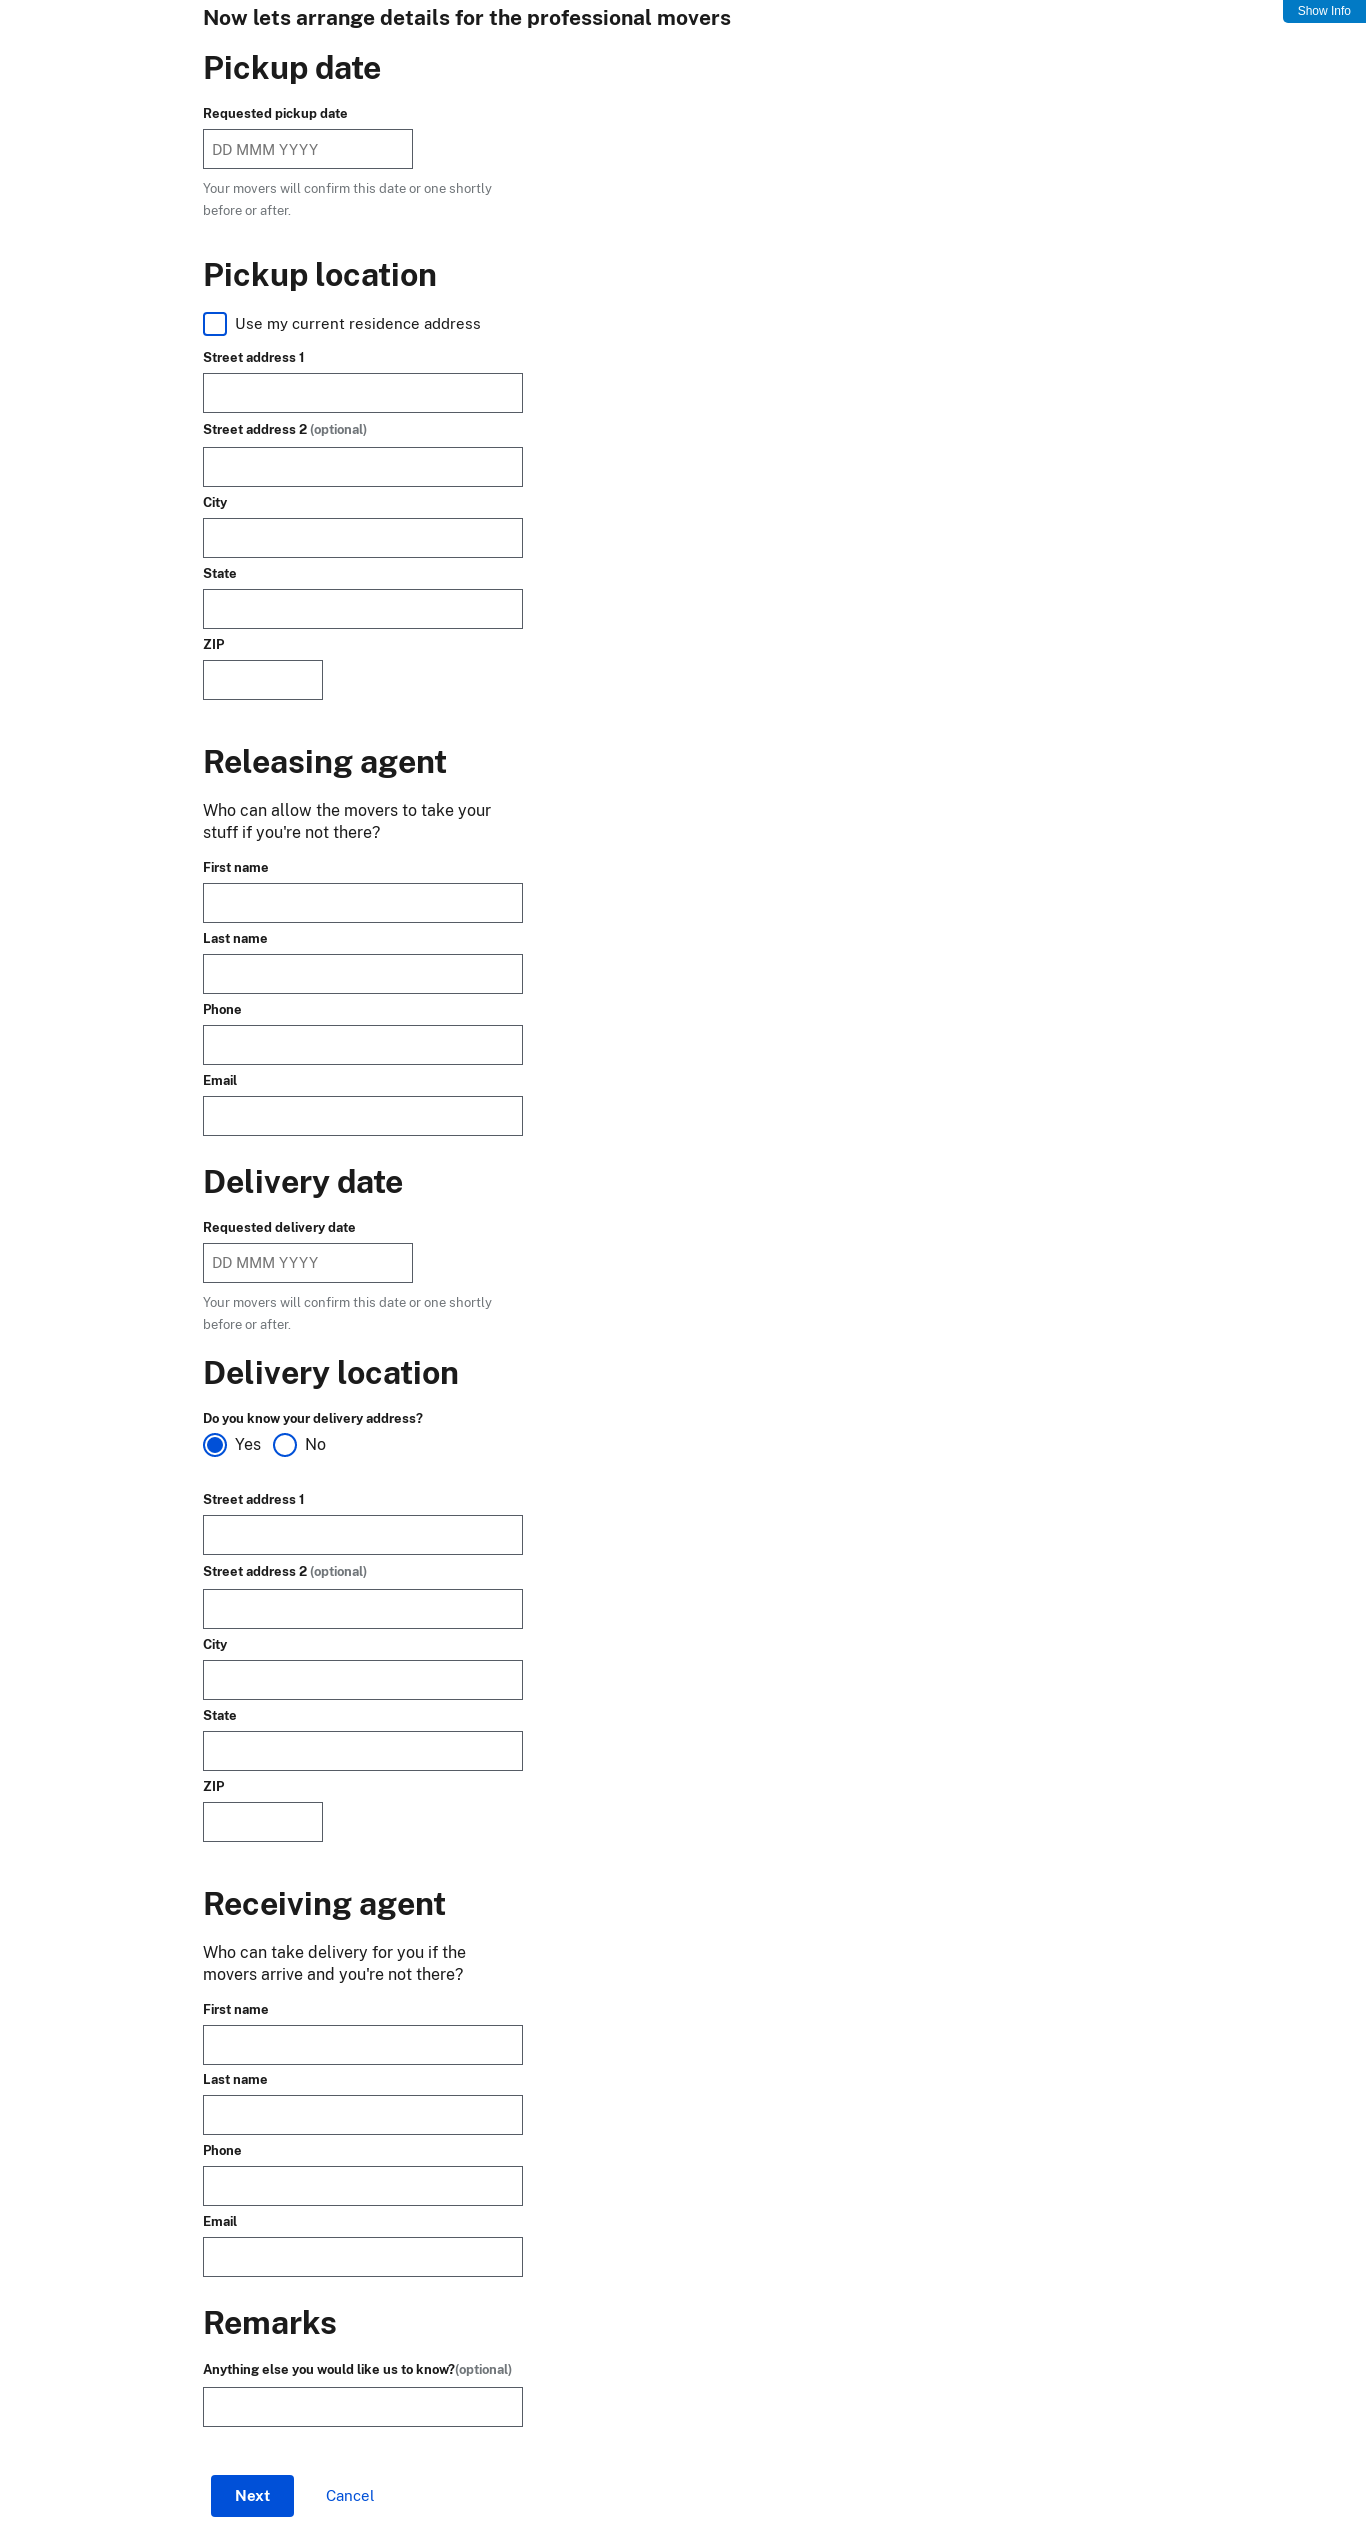 Now lets arrange details for the professional movers
Show Info
Pickup date
Requested pickup date
DD MMM YYYY
Your movers will confirm this date or one shortly
before or after.
Pickup location
Use my current residence address
Street address 1
Street address 2 (optional)
City
State
ZIP
Releasing agent
Who can allow the movers to take your
stuff if you're not there?
First name
Last name
Phone
Email
Delivery date
Requested delivery date
DD MMM YYYY
Your movers will confirm this date or one shortly
before or after.
Delivery location
Do you know your delivery address?
Yes No
Street address 1
Street address 2 (optional)
City
State
ZIP
Receiving agent
Who can take delivery for you if the
movers arrive and you're not there?
First name
Last name
Phone
Email
Remarks
Anything else you would like us to know?(optional)
Next Cancel